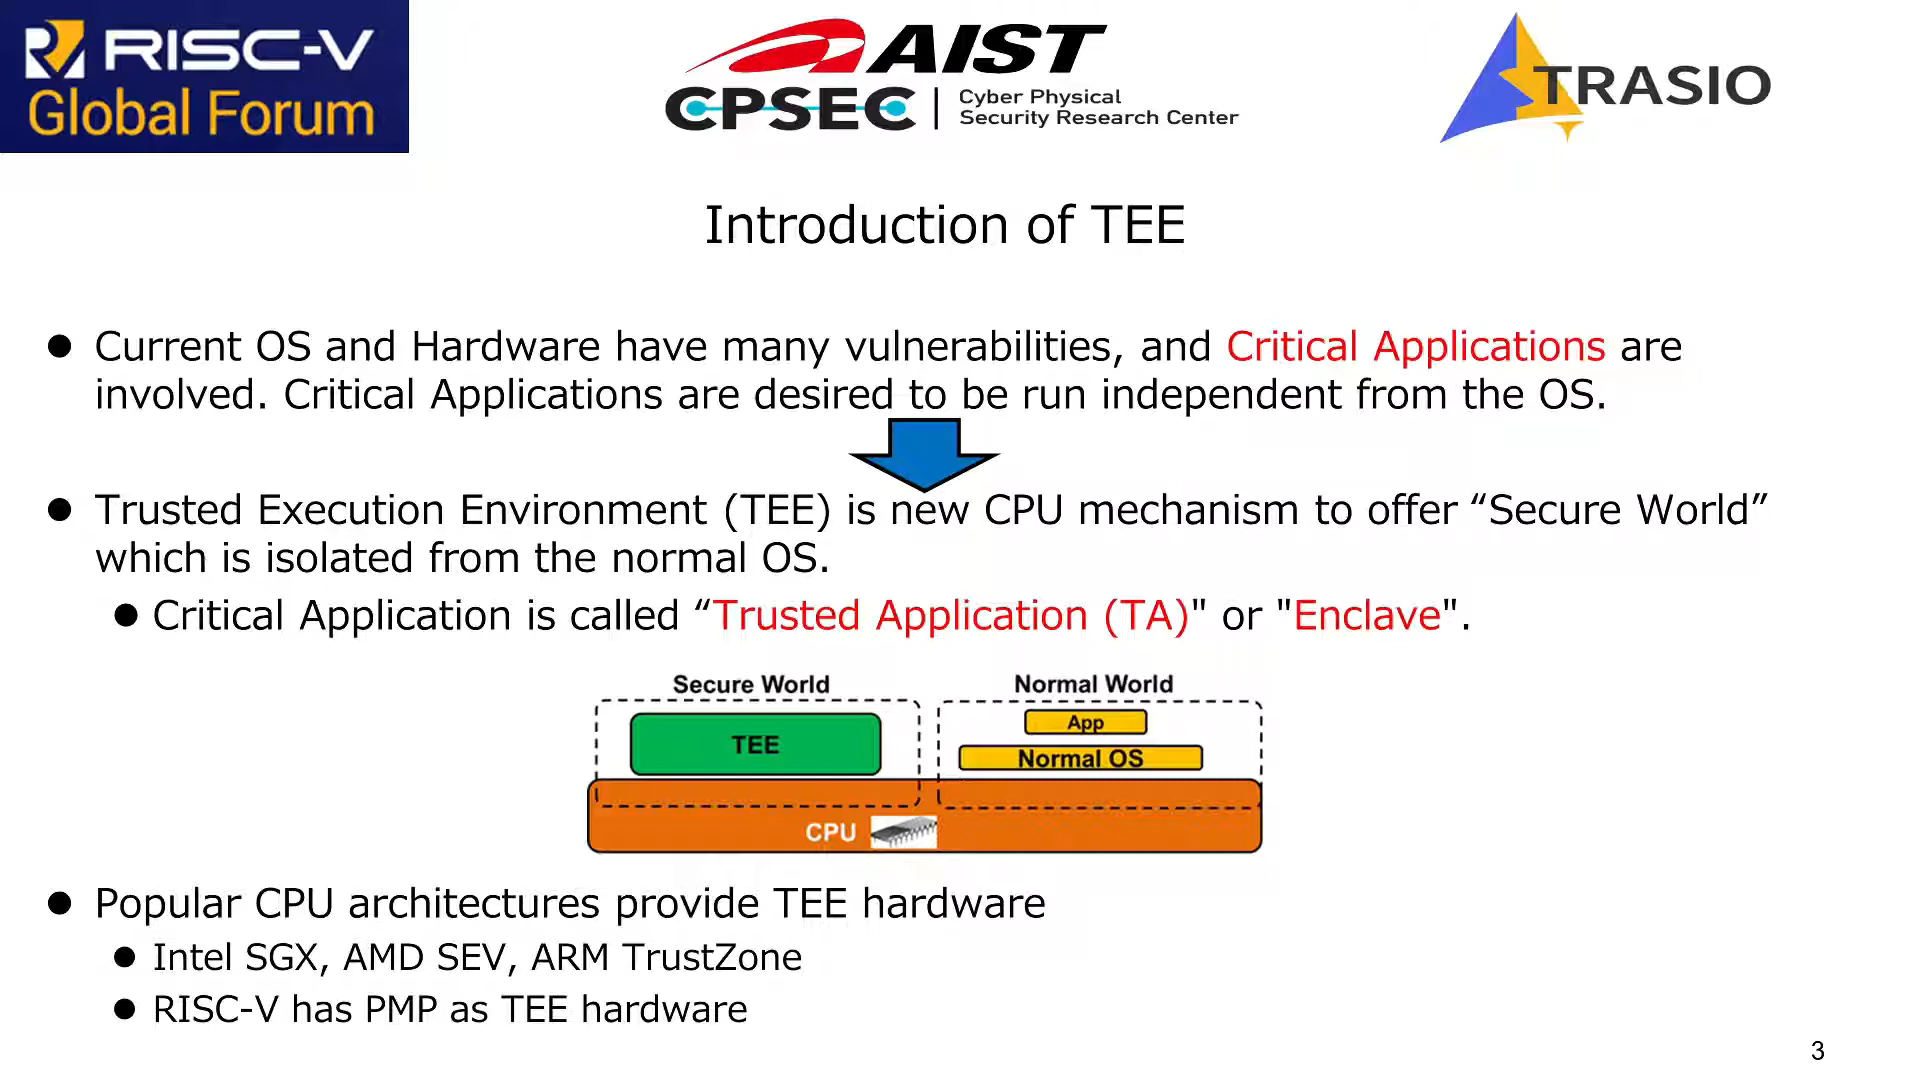 RISC-V
Global Forum
AIST
CPSEC
Cyber Physical
Security Research Center
TRASIO
Introduction of TEE
Current OS and Hardware have many vulnerabilities, and Critical Applications are
involved. Critical Applications are desired to be run independent from the OS.
Trusted Execution Environment (TEE) is new CPU mechanism to offer “Secure World”
which is isolated from the normal OS.
Critical Application is called “Trusted Application (TA)" or "Enclave".
Secure World
Normal World
TEE
App
Normal OS
CPU
Popular CPU architectures provide TEE hardware
Intel SGX, AMD SEV, ARM TrustZone
RISC-V has PMP as TEE hardware
3